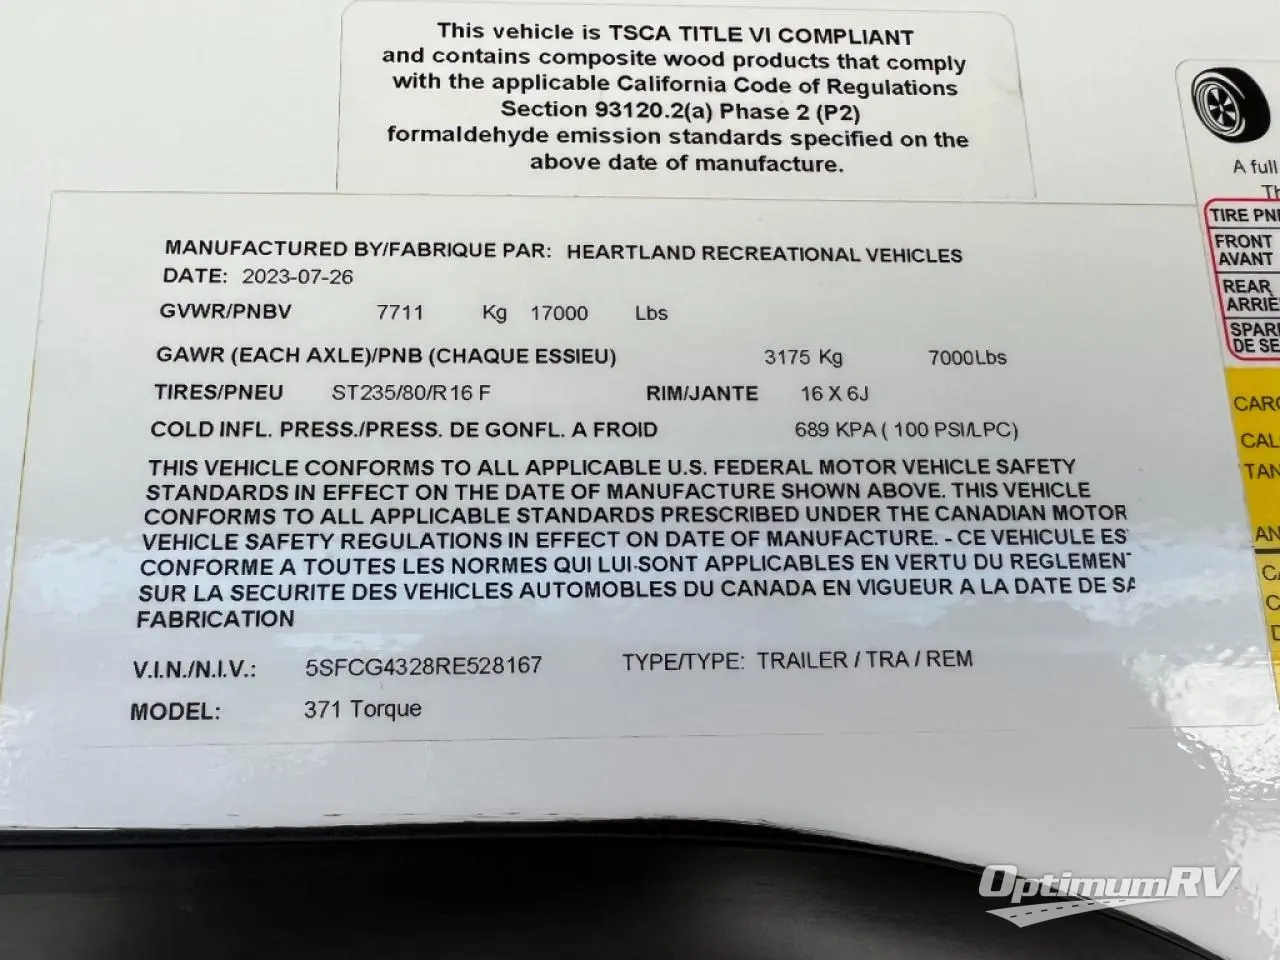 This vehicle is TSCA TITLE VI COMPLIANT
and contains composite wood products that comply
with the applicable California Code of Regulations
Section 93120.2(a) Phase 2 (P2)
formaldehyde emission standards specified on the
above date of manufacture.
MANUFACTURED BY/FABRIQUE PAR: HEARTLAND RECREATIONAL VEHICLES
DATE: 2023-07-26
GVWR/PNBV 7711 Kg 17000 Lbs
GAWR (EACH AXLE)/PNB (CHAQUE ESSIEU) 3175 Kg 7000Lbs
TIRES/PNEU ST235/80/R16 F RIM/JANTE 16 X 6J
COLD INFL. PRESS./PRESS. DE GONFL. A FROID 689 KPA ( 100 PSI/LPC)
THIS VEHICLE CONFORMS TO ALL APPLICABLE U.S. FEDERAL MOTOR VEHICLE SAFETY
STANDARDS IN EFFECT ON THE DATE OF MANUFACTURE SHOWN ABOVE. THIS VEHICLE
CONFORMS TO ALL APPLICABLE STANDARDS PRESCRIBED UNDER THE CANADIAN MOTOR
VEHICLE SAFETY REGULATIONS IN EFFECT ON DATE OF MANUFACTURE. - CE VEHICULE ES
CONFORME A TOUTES LES NORMES QUI LUI-SONT APPLICABLES EN VERTU DU REGLEMEN
SUR LA SECURITE DES VEHICLES AUTOMOBLES DU CANADA EN VIGUEUR A LA DATE DE SA
FABRICATION
V.I.N./N.I.V.: 5SFCG4328RE528167 TYPE/TYPE: TRAILER / TRA / REM
MODEL: 371 Torque
A full
TIRE
FRONT
AVANT
REAR
OptimumRV